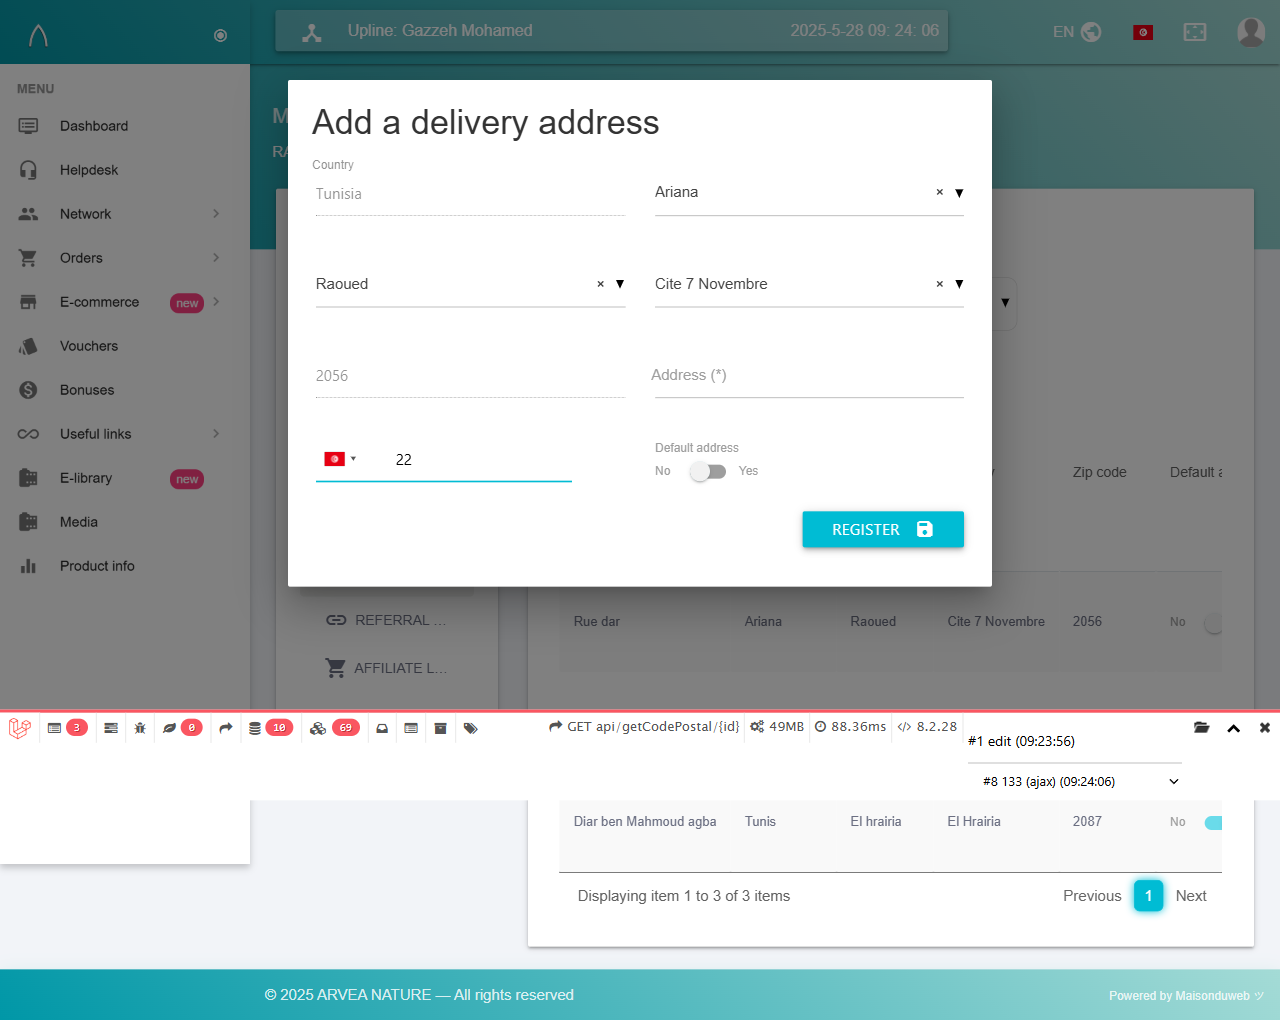 Upline: Gazzeh Mohamed
2025-5-28 09: 24: 06
EN
MENU
Dashboard
Helpdesk
Network
Orders
E-commerce new
Vouchers
Bonuses
Useful links
E-library new
Media
Product info
Add a delivery address
Country
Tunisia
Ariana × ▼
Raoued × ▼
Cite 7 Novembre × ▼
2056
Address (*)
22
Default address
No Yes
REGISTER
Zip code
Default a
REFERRAL ...
AFFILIATE L...
Rue dar Ariana Raoued Cite 7 Novembre 2056 No
3 0 10 69 GET api/getCodePostal/{id} 49MB 88.36ms 8.2.28
#1 edit (09:23:56)
#8 133 (ajax) (09:24:06)
Diar ben Mahmoud agba Tunis El hrairia El Hrairia 2087 No
Displaying item 1 to 3 of 3 items
Previous 1 Next
© 2025 ARVEA NATURE — All rights reserved
Powered by Maisonduweb ツ